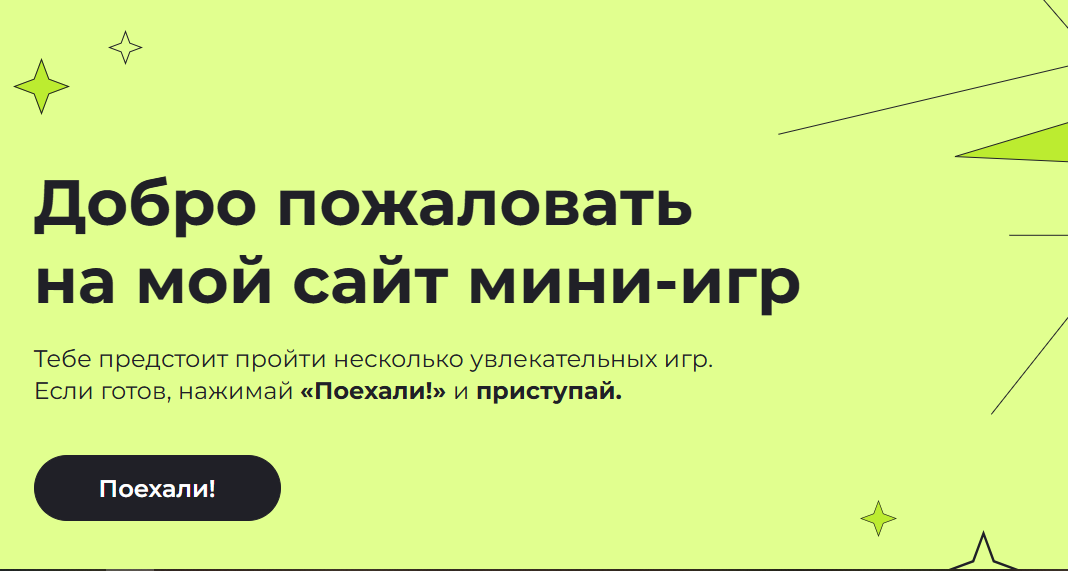 Добро пожаловать
на мой сайт мини-игр
Тебе предстоит пройти несколько увлекательных игр.
Если готов, нажимай «Поехали!» и приступай.
Поехали!